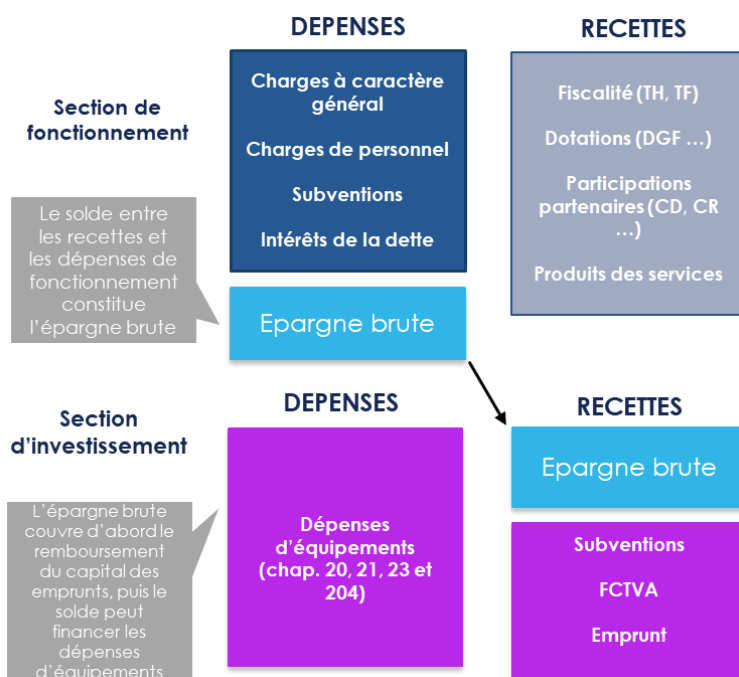 DEPENSES
RECETTES
Section de
fonctionnement
Charges à caractère
général
Charges de personnel
Subventions
Intérêts de la dette
Fiscalité (TH, TF)
Dotations (DGF ...)
Participations
partenaires (CD, CR
...)
Produits des services
Le solde entre
les recettes et
les dépenses de
fonctionnement
constitue
l'épargne brute
Epargne brute
Section
d'investissement
DEPENSES
RECETTES
Epargne brute
L'épargne brute
couvre d'abord le
remboursement
du capital des
emprunts, puis le
solde peut
financer les
dépenses
d'équipements
Dépenses
d'équipements
(chap. 20, 21, 23 et
204)
Subventions
FCTVA
Emprunt